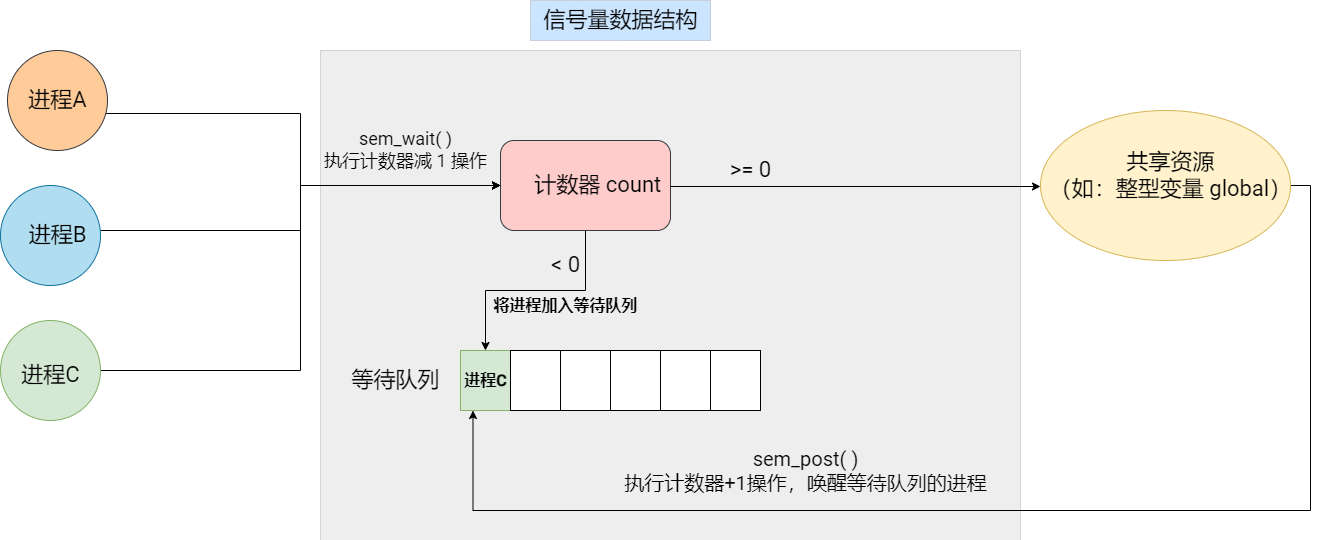 信号量数据结构
进程A
sem_wait( )
执行计数器减 1 操作
计数器 count
>= 0
共享资源
（如：整型变量 global）
进程B
< 0
将进程加入等待队列
进程C
等待队列
进程C
sem_post( )
执行计数器+1操作，唤醒等待队列的进程